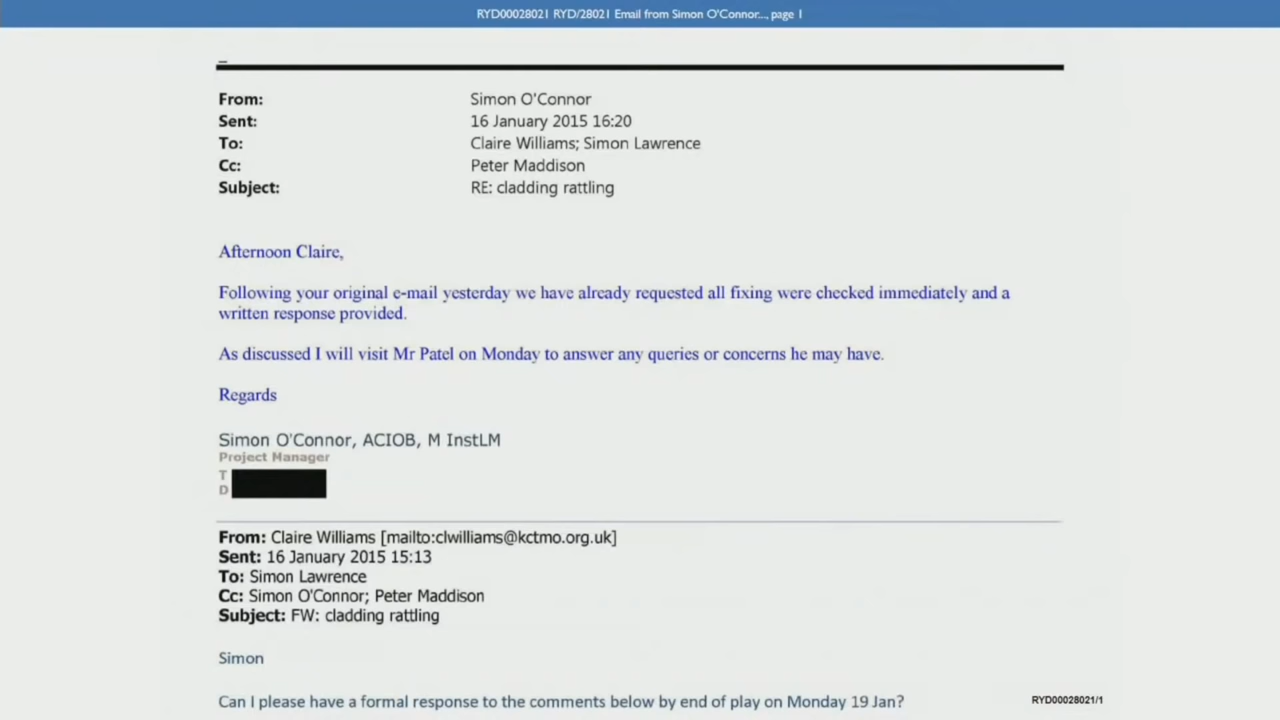 RYD00028021 RYD/28021 Email from Simon O'Connor..., page 1
From: Simon O'Connor
Sent: 16 January 2015 16:20
To: Claire Williams; Simon Lawrence
Cc: Peter Maddison
Subject: RE: cladding rattling
Afternoon Claire,
Following your original e-mail yesterday we have already requested all fixing were checked immediately and a
written response provided.
As discussed I will visit Mr Patel on Monday to answer any queries or concerns he may have.
Regards
Simon O'Connor, ACIOB, M InstLM
Project Manager
T
D
From: Claire Williams [mailto:clwilliams@kctmo.org.uk]
Sent: 16 January 2015 15:13
To: Simon Lawrence
Cc: Simon O'Connor; Peter Maddison
Subject: FW: cladding rattling
Simon
Can I please have a formal response to the comments below by end of play on Monday 19 Jan?
RYD00028021/1